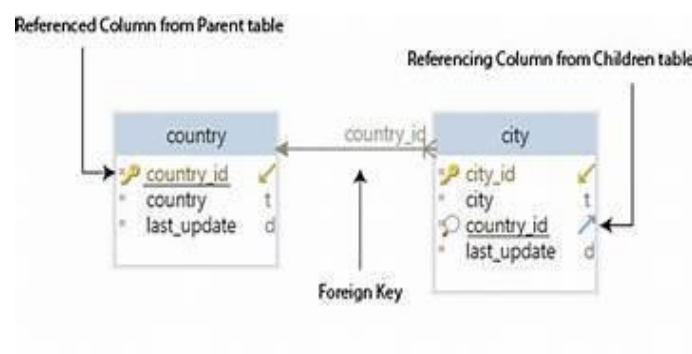 Referenced Column from Parent table
Referencing Column from Children table
country
country_id
city
country_id
country t
last_update d
city_id
city t
country_id
last_update d
Foreign Key